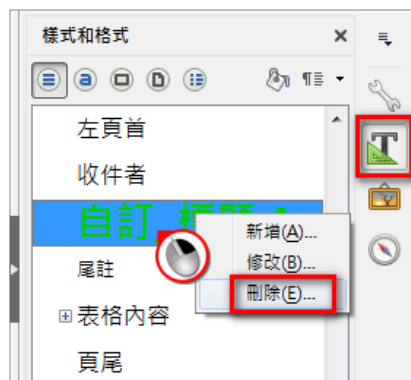 樣式和格式
左頁首
收件者
自訂 標題
新增(A)...
修改(B)...
刪除(E)...
尾註
表格內容
頁尾